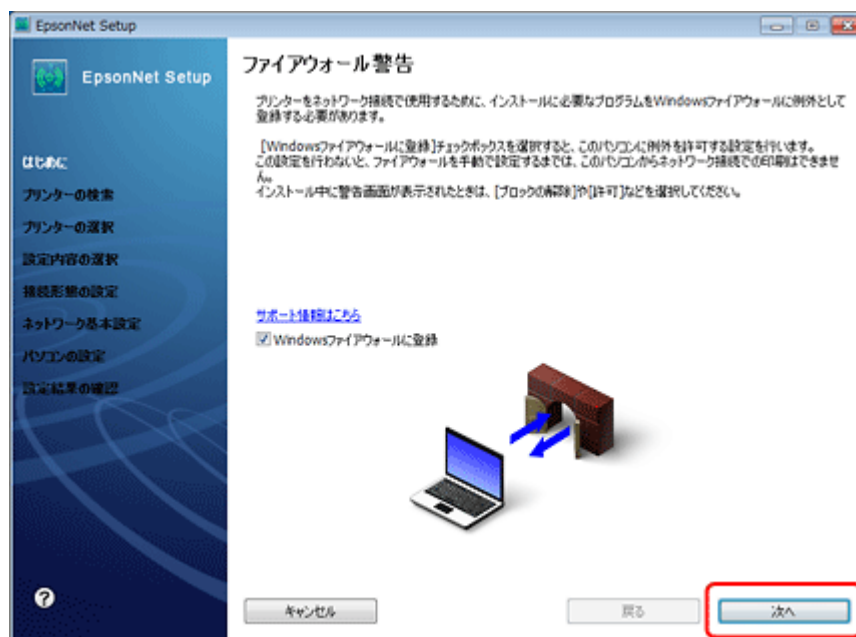 EpsonNet Setup
EpsonNet Setup
はじめに
プリンターの検索
プリンターの選択
設定内容の選択
接続形態の設定
ネットワーク基本設定
パソコンの設定
設定結果の確認
ファイアウォール警告
プリンターをネットワーク接続で使用するために、インストールに必要なプログラムをWindowsファイアウォールに例外として
登録する必要があります。
[Windowsファイアウォールに登録]チェックボックスを選択すると、このパソコンに例外を許可する設定を行います。
この設定を行わないと、ファイアウォールを手動で設定するまでは、このパソコンからネットワーク接続での印刷はできませ
ん。
インストール中に警告画面が表示されたときは、[ブロックの解除]や[許可]などを選択してください。
サポート情報はこちら
Windowsファイアウォールに登録
?
キャンセル
戻る
次へ